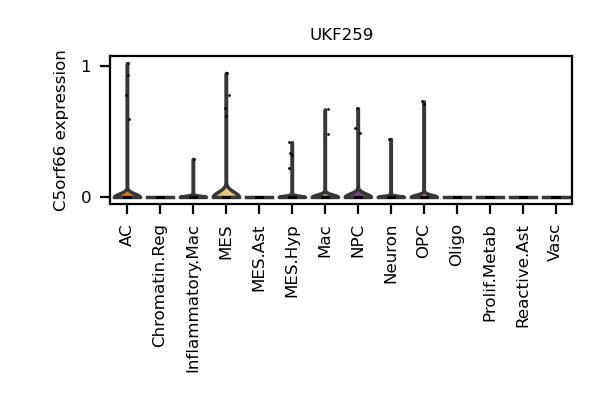 UKF259
C5orf66 expression
1
0
AC
Chromatin.Reg
Inflammatory.Mac
MES
MES.Ast
MES.Hyp
Mac
NPC
Neuron
OPC
Oligo
Prolif.Metab
Reactive.Ast
Vasc